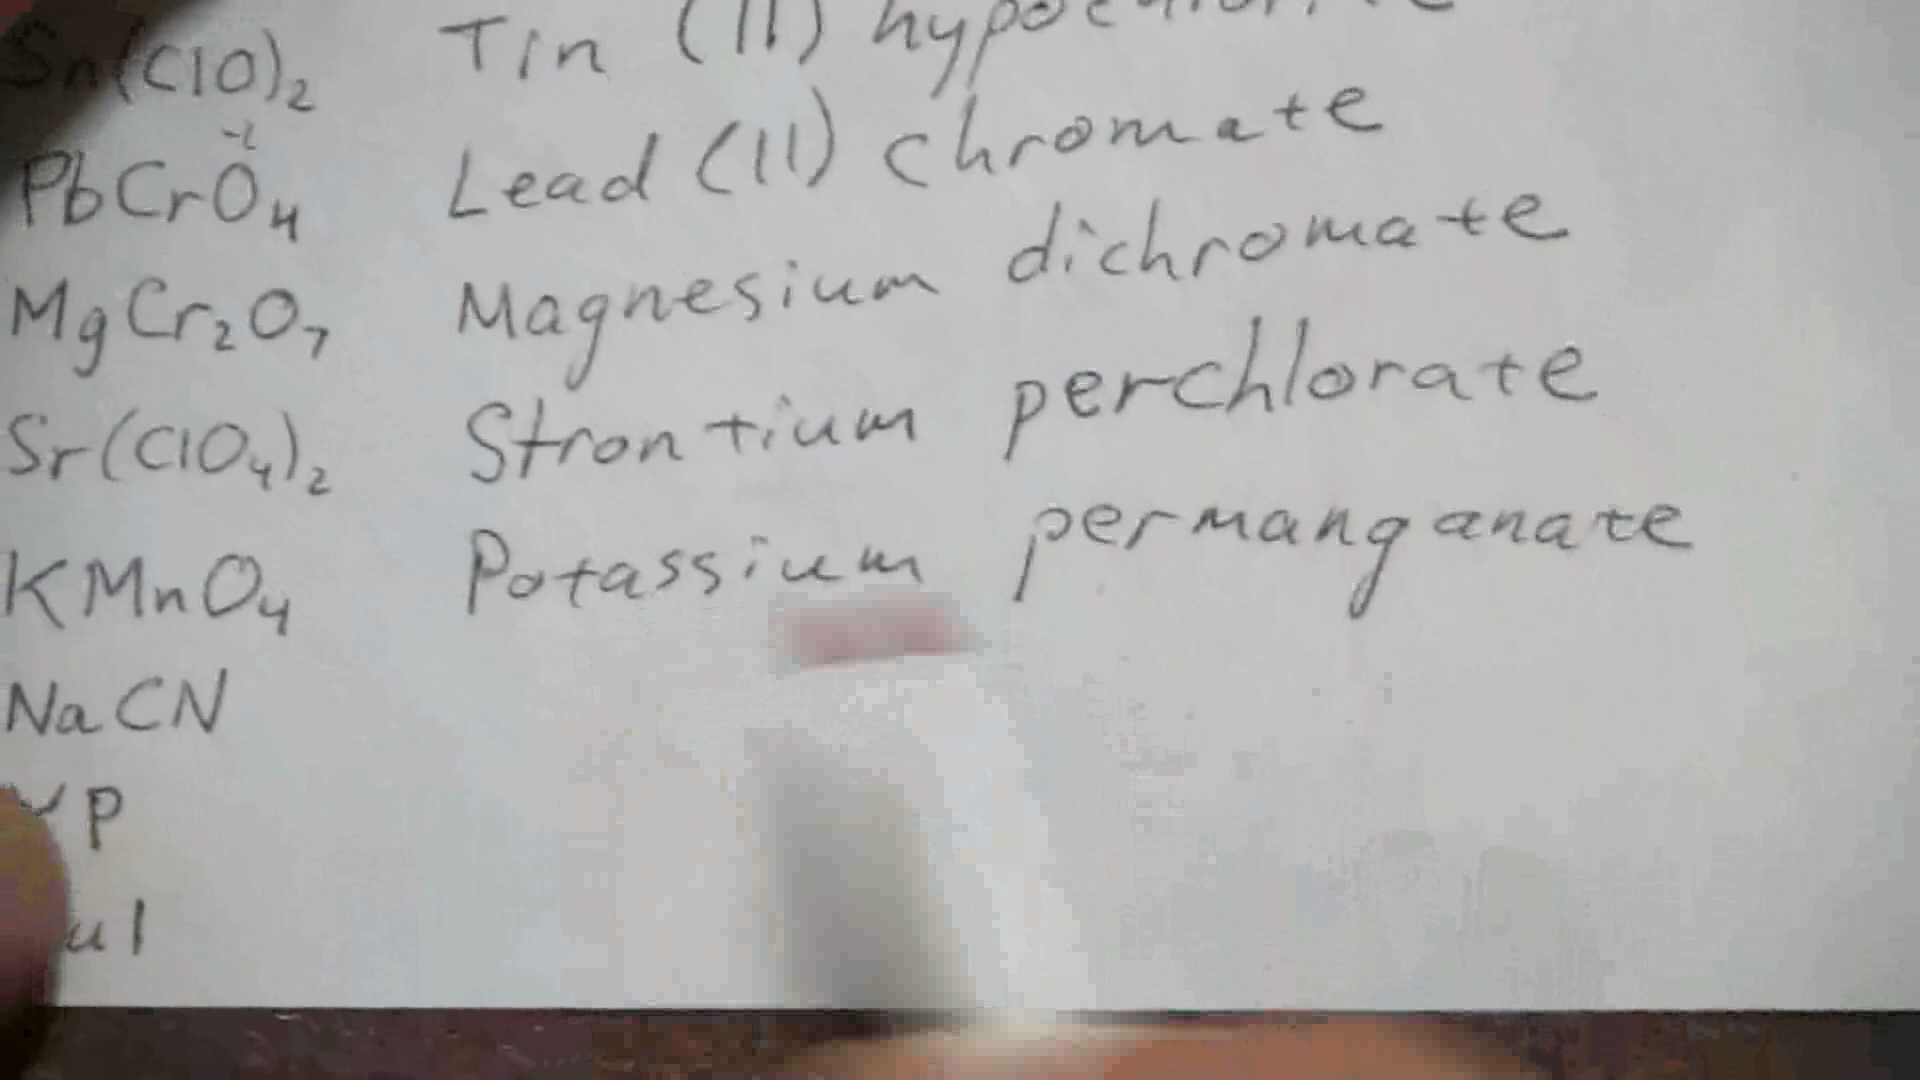 Sn(ClO)₂ Tin (II)
PbCrO₄ Lead (II) chromate
MgCr₂O₇ Magnesium dichromate
Sr(ClO₄)₂ Strontium perchlorate
KMnO₄ Potassium permanganate
NaCN